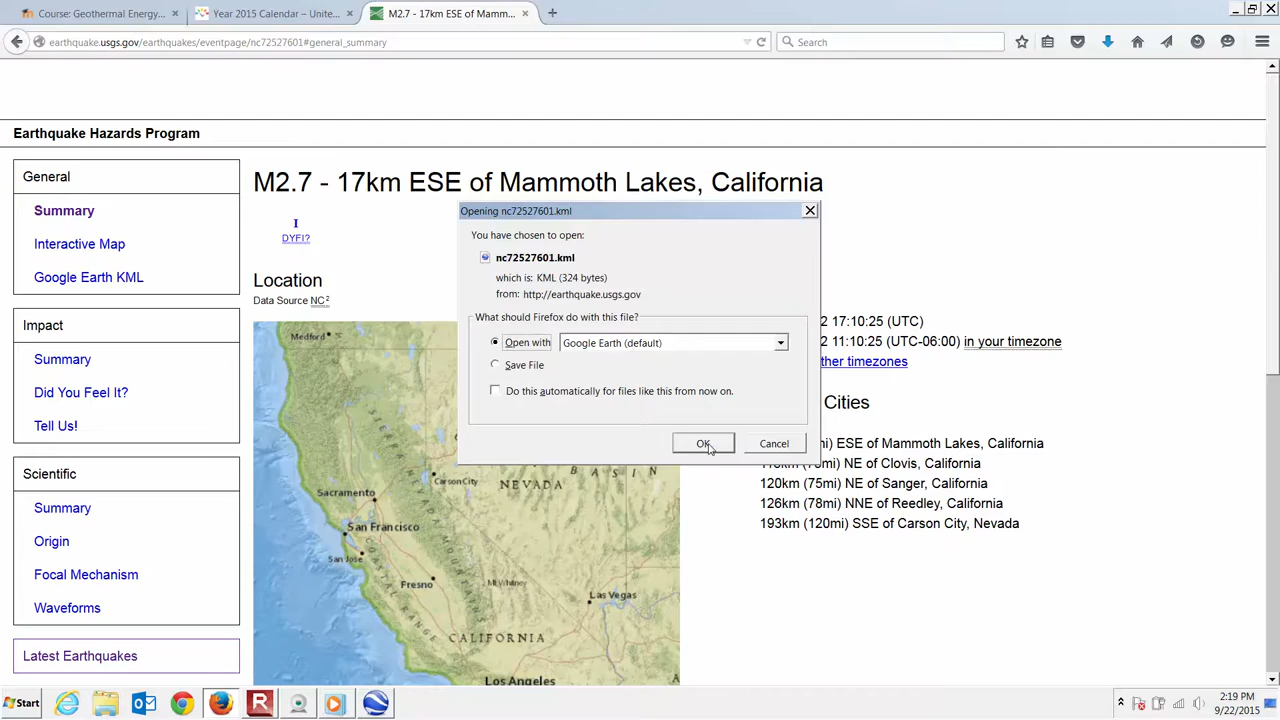 Course: Geothermal Energy...
Year 2015 Calendar – Unite...
M2.7 - 17km ESE of Mamm...
earthquake.usgs.gov/earthquakes/eventpage/nc72527601#general_summary
Search
Earthquake Hazards Program
General
Summary
Interactive Map
Google Earth KML
Impact
Summary
Did You Feel It?
Tell Us!
Scientific
Summary
Origin
Focal Mechanism
Waveforms
Latest Earthquakes
M2.7 - 17km ESE of Mammoth Lakes, California
I
DYFI?
Location
Data Source NC2
Opening nc72527601.kml
You have chosen to open:
nc72527601.kml
which is: KML (324 bytes)
from: http://earthquake.usgs.gov
What should Firefox do with this file?
Open with
Google Earth (default)
Save File
Do this automatically for files like this from now on.
OK
Cancel
2 17:10:25 (UTC)
2 11:10:25 (UTC-06:00) in your timezone
ther timezones
Cities
mi) ESE of Mammoth Lakes, California
NE of Clovis, California
120km (75mi) NE of Sanger, California
126km (78mi) NNE of Reedley, California
193km (120mi) SSE of Carson City, Nevada
Medford
BASIN
Carson City
NEVADA
Sacramento
SIERRA NEVADA
San Francisco
San Jose
COASTAL RANGES
Fresno
Mt Whitney
Las Vegas
CALIFORNIA
Los Angeles
Start
2:19 PM
9/22/2015